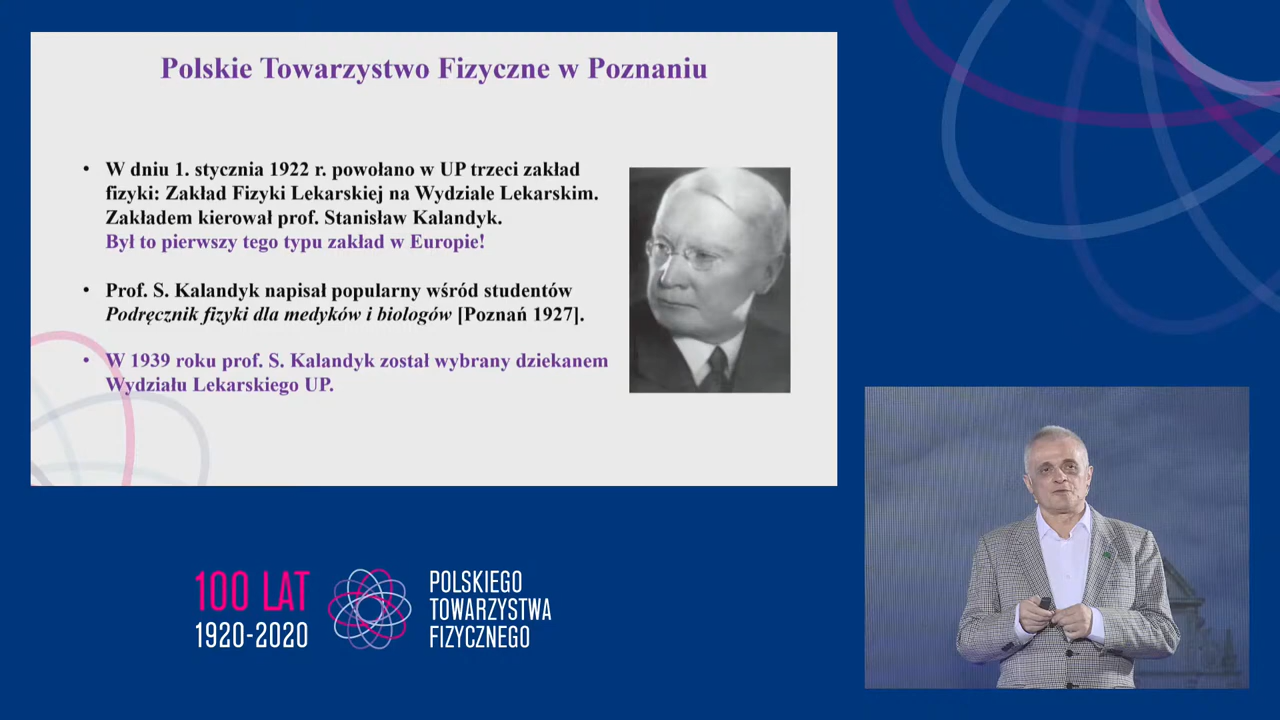 Polskie Towarzystwo Fizyczne w Poznaniu
• W dniu 1. stycznia 1922 r. powołano w UP trzeci zakład
fizyki: Zakład Fizyki Lekarskiej na Wydziale Lekarskim.
Zakładem kierował prof. Stanisław Kalandyk.
Był to pierwszy tego typu zakład w Europie!
• Prof. S. Kalandyk napisał popularny wśród studentów
Podręcznik fizyki dla medyków i biologów [Poznań 1927].
• W 1939 roku prof. S. Kalandyk został wybrany dziekanem
Wydziału Lekarskiego UP.
100 LAT
1920-2020
POLSKIEGO
TOWARZYSTWA
FIZYCZNEGO